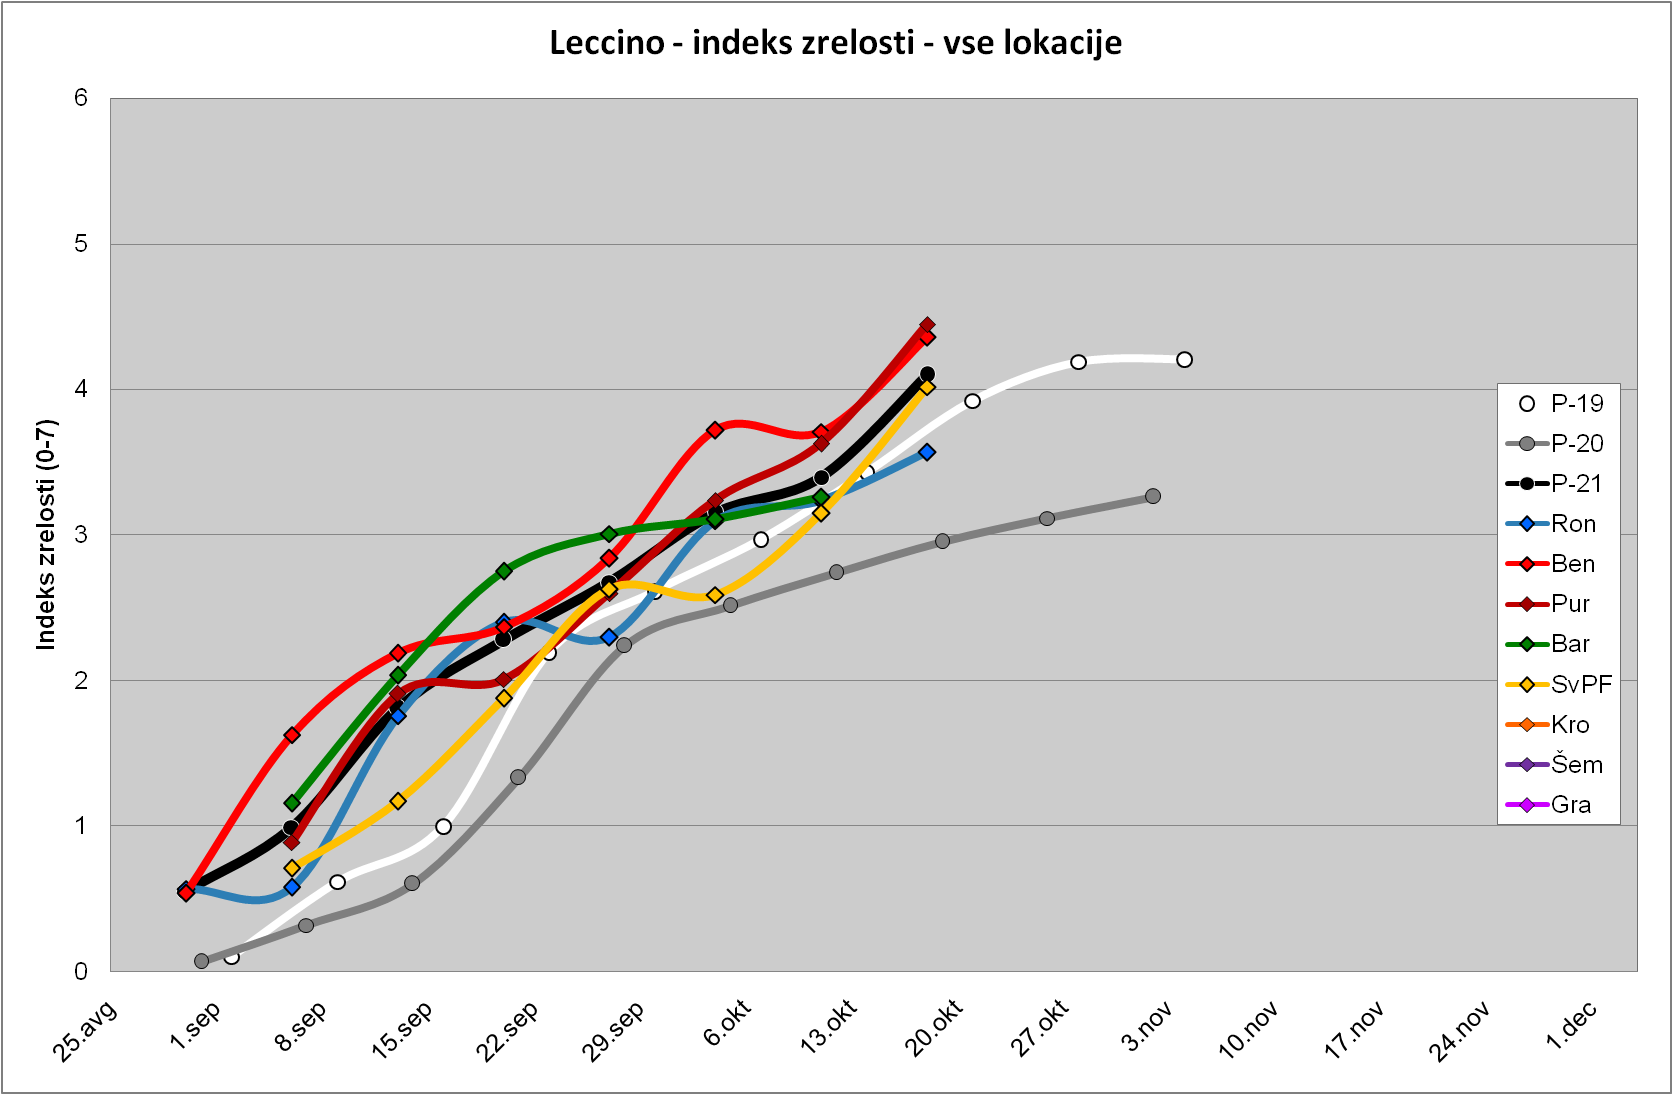 Leccino - indeks zrelosti - vse lokacije
Indeks zrelosti (0-7)
6
5
4
3
2
1
0
25.avg
1.sep
8.sep
15.sep
22.sep
29.sep
6.okt
13.okt
20.okt
27.okt
3.nov
10.nov
17.nov
24.nov
1.dec
P-19
P-20
P-21
Ron
Ben
Pur
Bar
SvPF
Kro
Šem
Gra